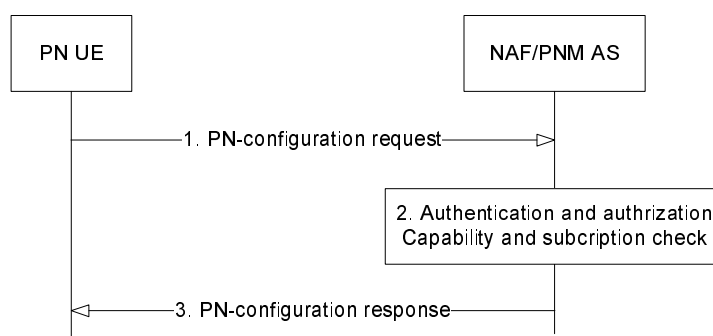 PN UE
NAF/PNM AS
1. PN-configuration request
2. Authentication and authrization
Capability and subcription check
3. PN-configuration response